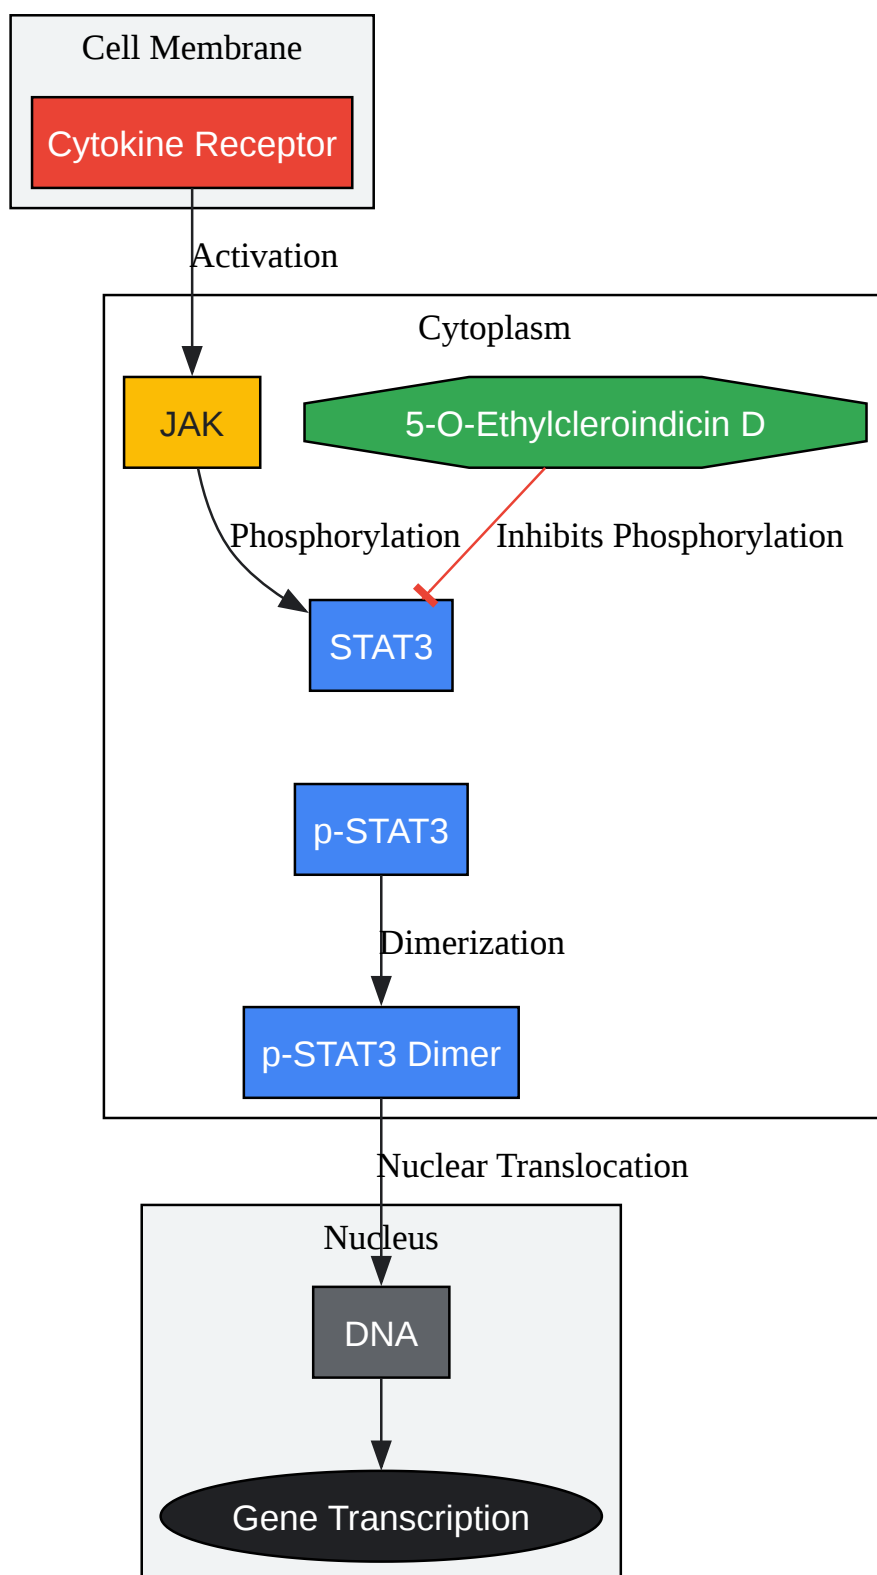 Cell Membrane
Cytokine Receptor
Activation
Cytoplasm
JAK
5-O-Ethylcleroindicin D
Phosphorylation
Inhibits Phosphorylation
STAT3
p-STAT3
Dimerization
p-STAT3 Dimer
Nuclear Translocation
Nucleus
DNA
Gene Transcription